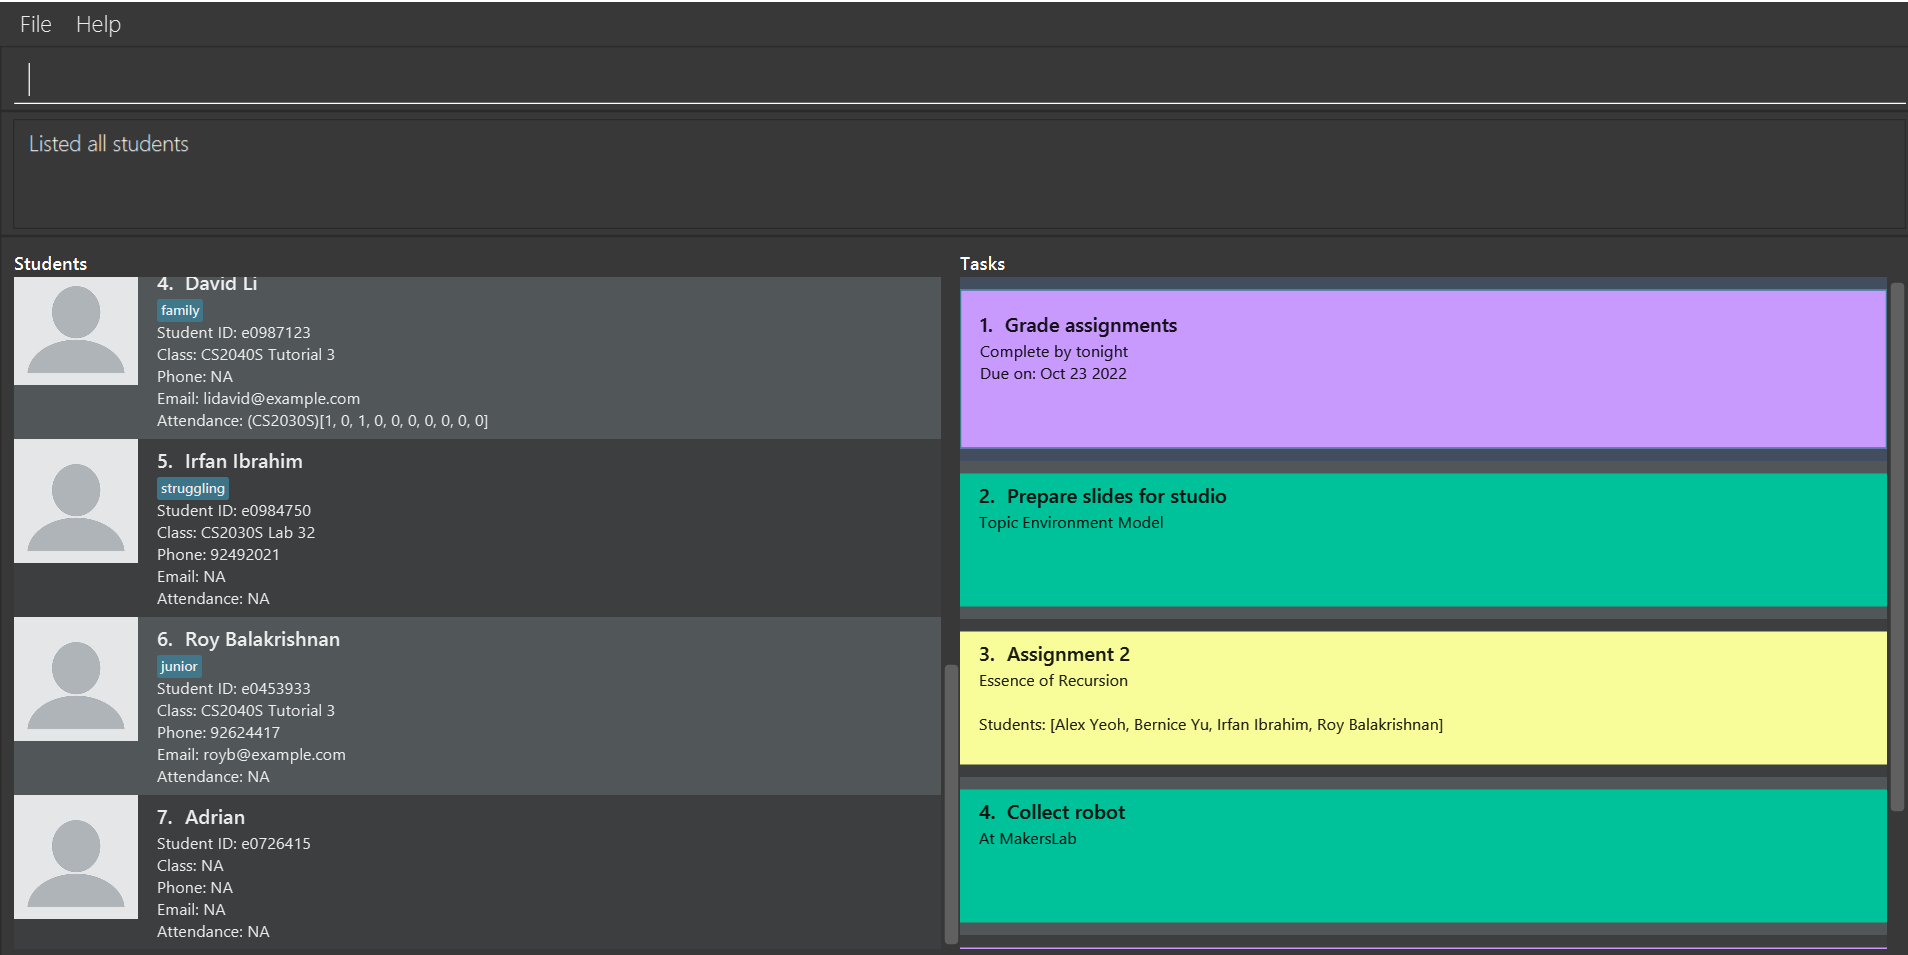 File Help
Listed all students
Students
4. David Li
family
Student ID: e0987123
Class: CS2040S Tutorial 3
Phone: NA
Email: lidavid@example.com
Attendance: (CS2030S)[1, 0, 1, 0, 0, 0, 0, 0, 0, 0]
5. Irfan Ibrahim
struggling
Student ID: e0984750
Class: CS2030S Lab 32
Phone: 92492021
Email: NA
Attendance: NA
6. Roy Balakrishnan
junior
Student ID: e0453933
Class: CS2040S Tutorial 3
Phone: 92624417
Email: royb@example.com
Attendance: NA
7. Adrian
Student ID: e0726415
Class: NA
Phone: NA
Email: NA
Attendance: NA
Tasks
1. Grade assignments
Complete by tonight
Due on: Oct 23 2022
2. Prepare slides for studio
Topic Environment Model
3. Assignment 2
Essence of Recursion
Students: [Alex Yeoh, Bernice Yu, Irfan Ibrahim, Roy Balakrishnan]
4. Collect robot
At MakersLab